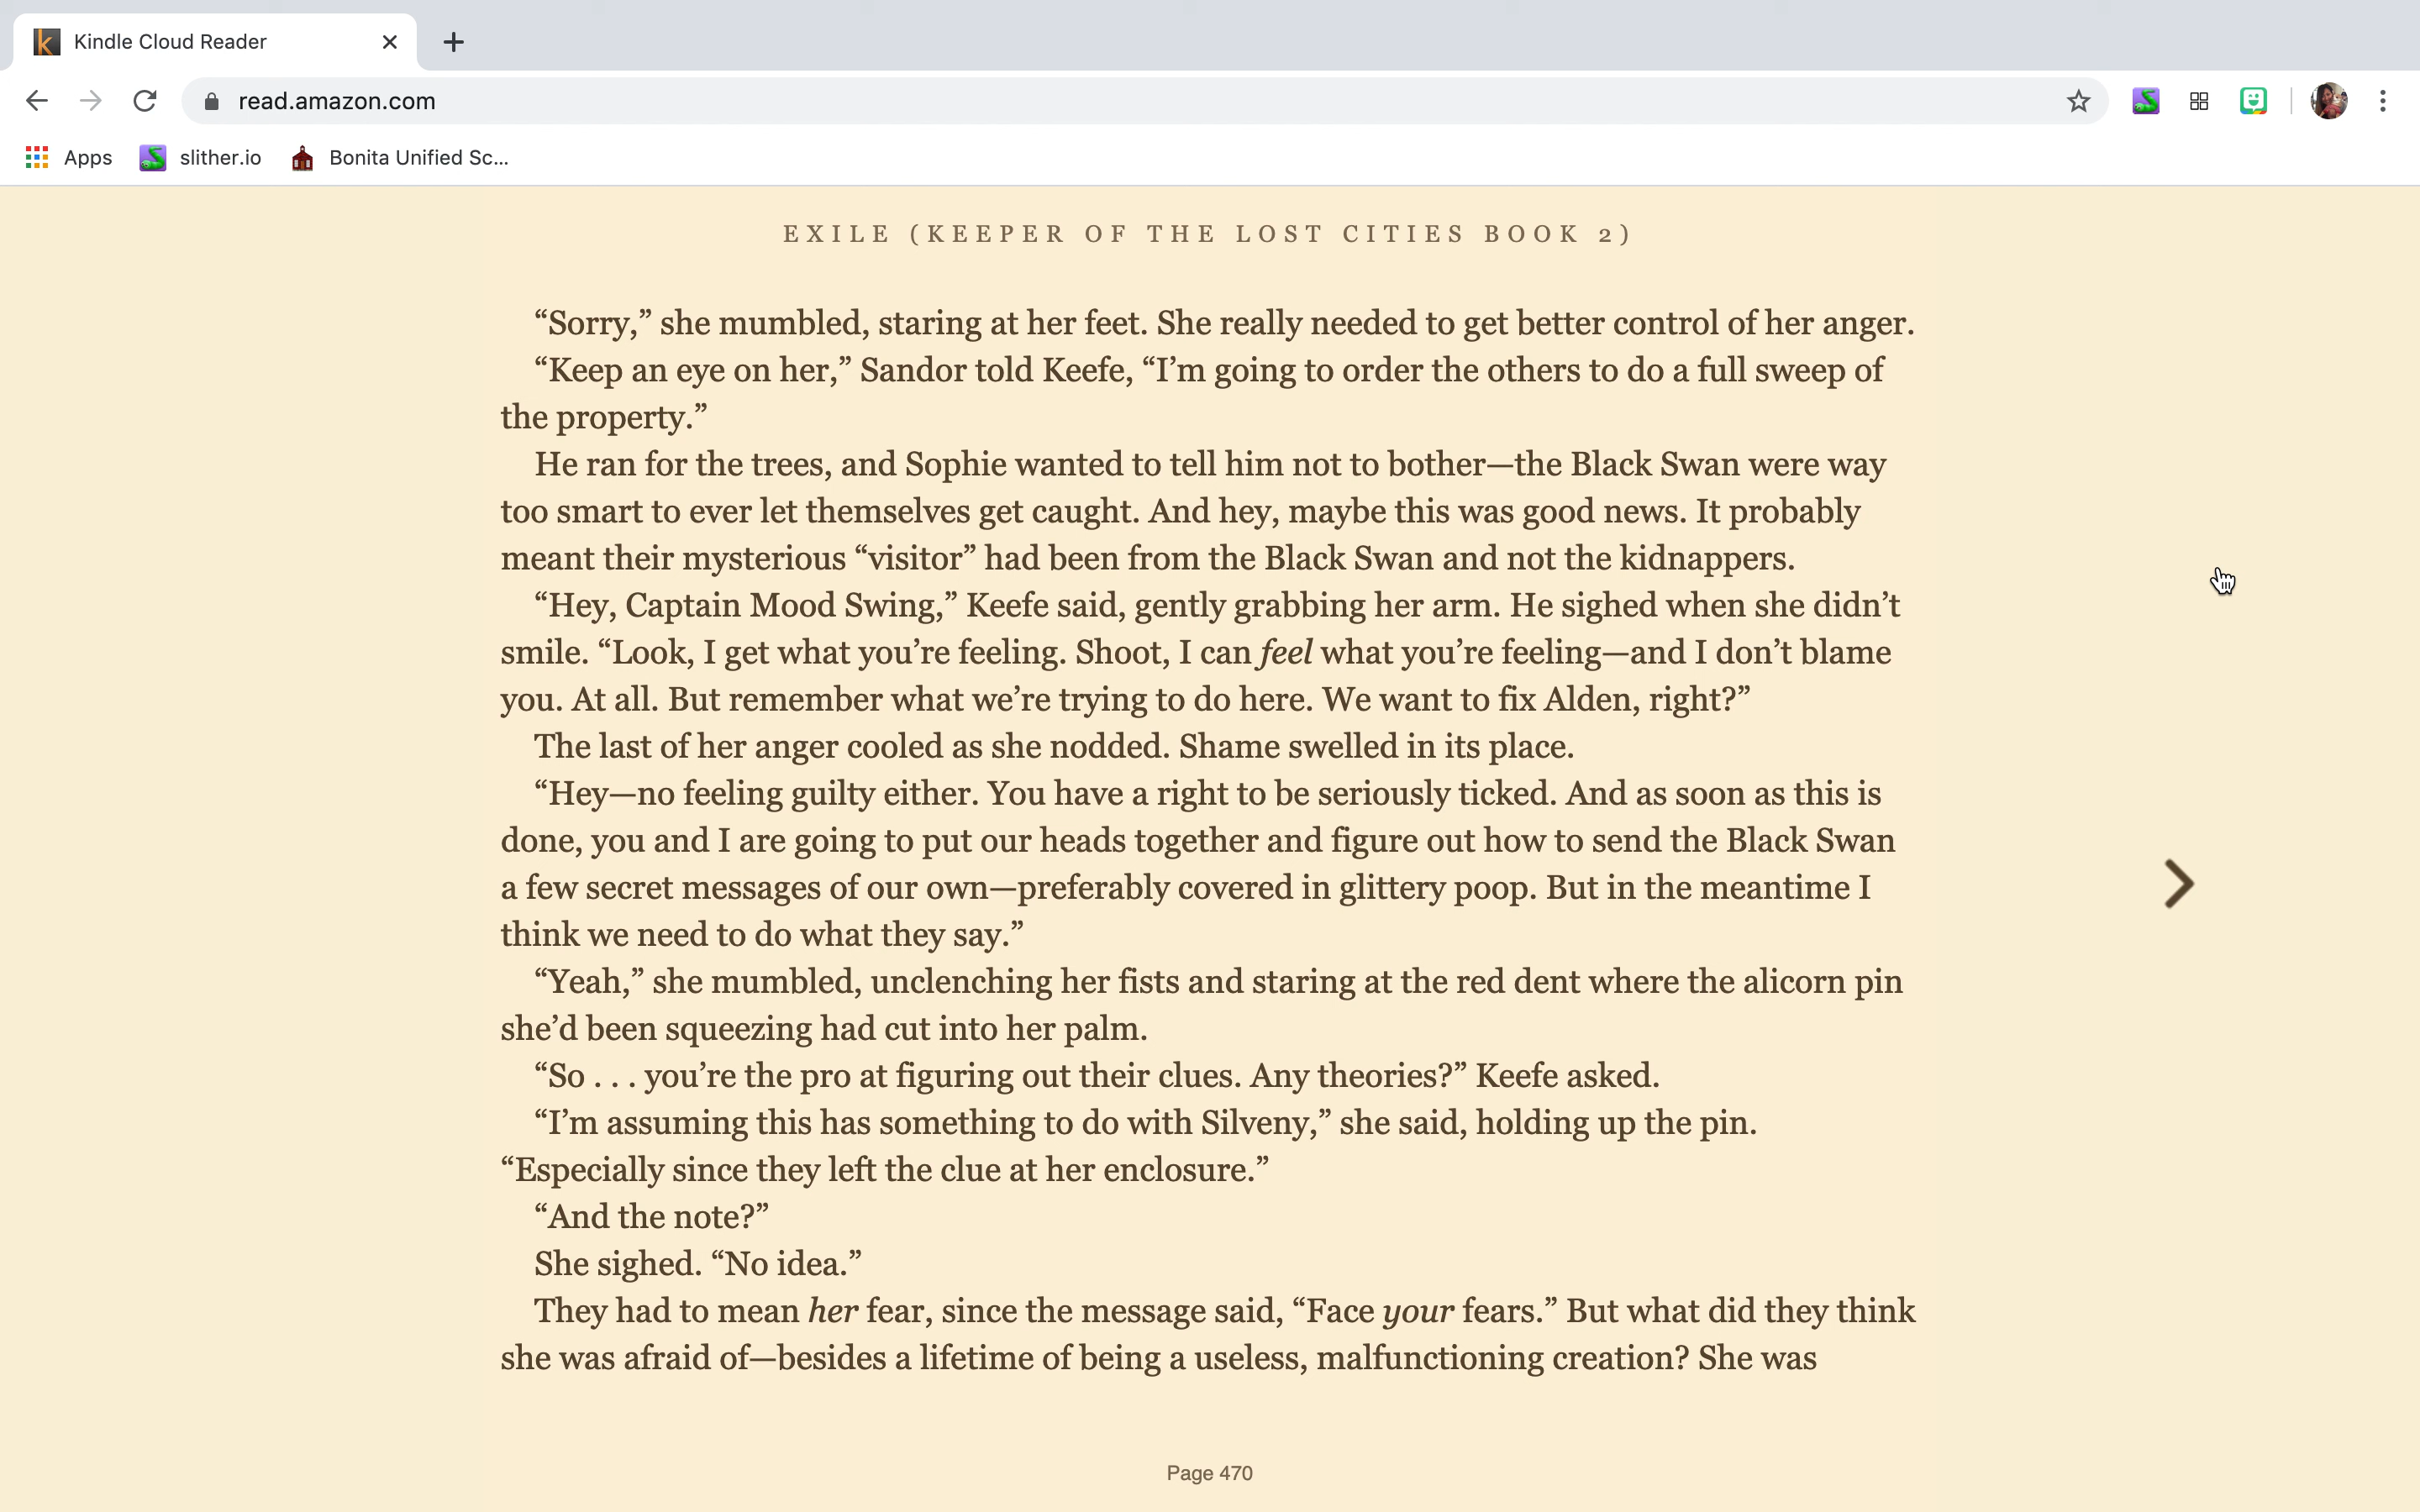 Kindle Cloud Reader
read.amazon.com
Apps slither.io Bonita Unified Sc...
EXILE (KEEPER OF THE LOST CITIES BOOK 2)
“Sorry,” she mumbled, staring at her feet. She really needed to get better control of her anger.
“Keep an eye on her,” Sandor told Keefe, “I’m going to order the others to do a full sweep of
the property.”
He ran for the trees, and Sophie wanted to tell him not to bother—the Black Swan were way
too smart to ever let themselves get caught. And hey, maybe this was good news. It probably
meant their mysterious “visitor” had been from the Black Swan and not the kidnappers.
“Hey, Captain Mood Swing,” Keefe said, gently grabbing her arm. He sighed when she didn’t
smile. “Look, I get what you’re feeling. Shoot, I can feel what you’re feeling—and I don’t blame
you. At all. But remember what we’re trying to do here. We want to fix Alden, right?”
The last of her anger cooled as she nodded. Shame swelled in its place.
“Hey—no feeling guilty either. You have a right to be seriously ticked. And as soon as this is
done, you and I are going to put our heads together and figure out how to send the Black Swan
a few secret messages of our own—preferably covered in glittery poop. But in the meantime I
think we need to do what they say.”
“Yeah,” she mumbled, unclenching her fists and staring at the red dent where the alicorn pin
she’d been squeezing had cut into her palm.
“So . . . you’re the pro at figuring out their clues. Any theories?” Keefe asked.
“I’m assuming this has something to do with Silveny,” she said, holding up the pin.
“Especially since they left the clue at her enclosure.”
“And the note?”
She sighed. “No idea.”
They had to mean her fear, since the message said, “Face your fears.” But what did they think
she was afraid of—besides a lifetime of being a useless, malfunctioning creation? She was
Page 470